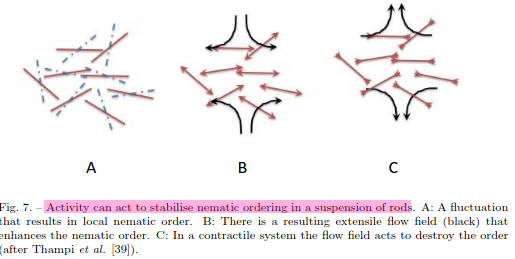 A B C
Fig. 7. – Activity can act to stabilise nematic ordering in a suspension of rods. A: A fluctuation
that results in local nematic order. B: There is a resulting extensile flow field (black) that
enhances the nematic order. C: In a contractile system the flow field acts to destroy the order
(after Thampi et al. [39]).